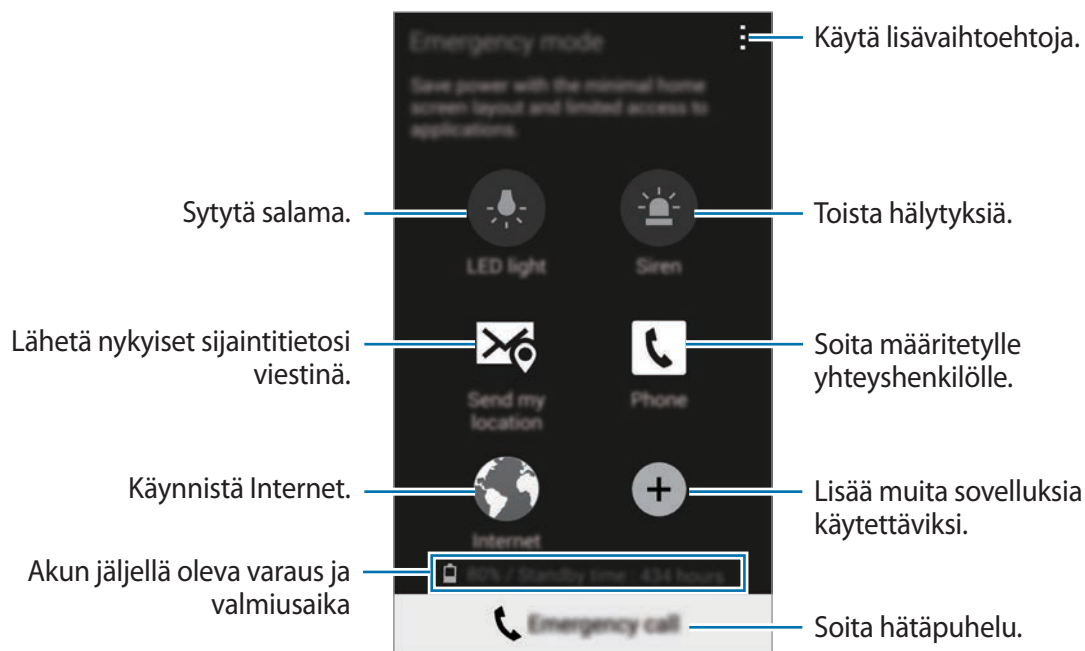 Emergency mode
Käytä lisävaihtoehtoja.
Save power with the minimal home
screen layout and limited access to
applications.
Sytytä salama.
Toista hälytyksiä.
LED light
Siren
Lähetä nykyiset sijaintitietosi
viestinä.
Soita määritetylle
yhteyshenkilölle.
Send my
location
Phone
Käynnistä Internet.
Lisää muita sovelluksia
käytettäviksi.
Internet
Akun jäljellä oleva varaus ja
valmiusaika
80% / Standby time : 434 hours
Emergency call
Soita hätäpuhelu.